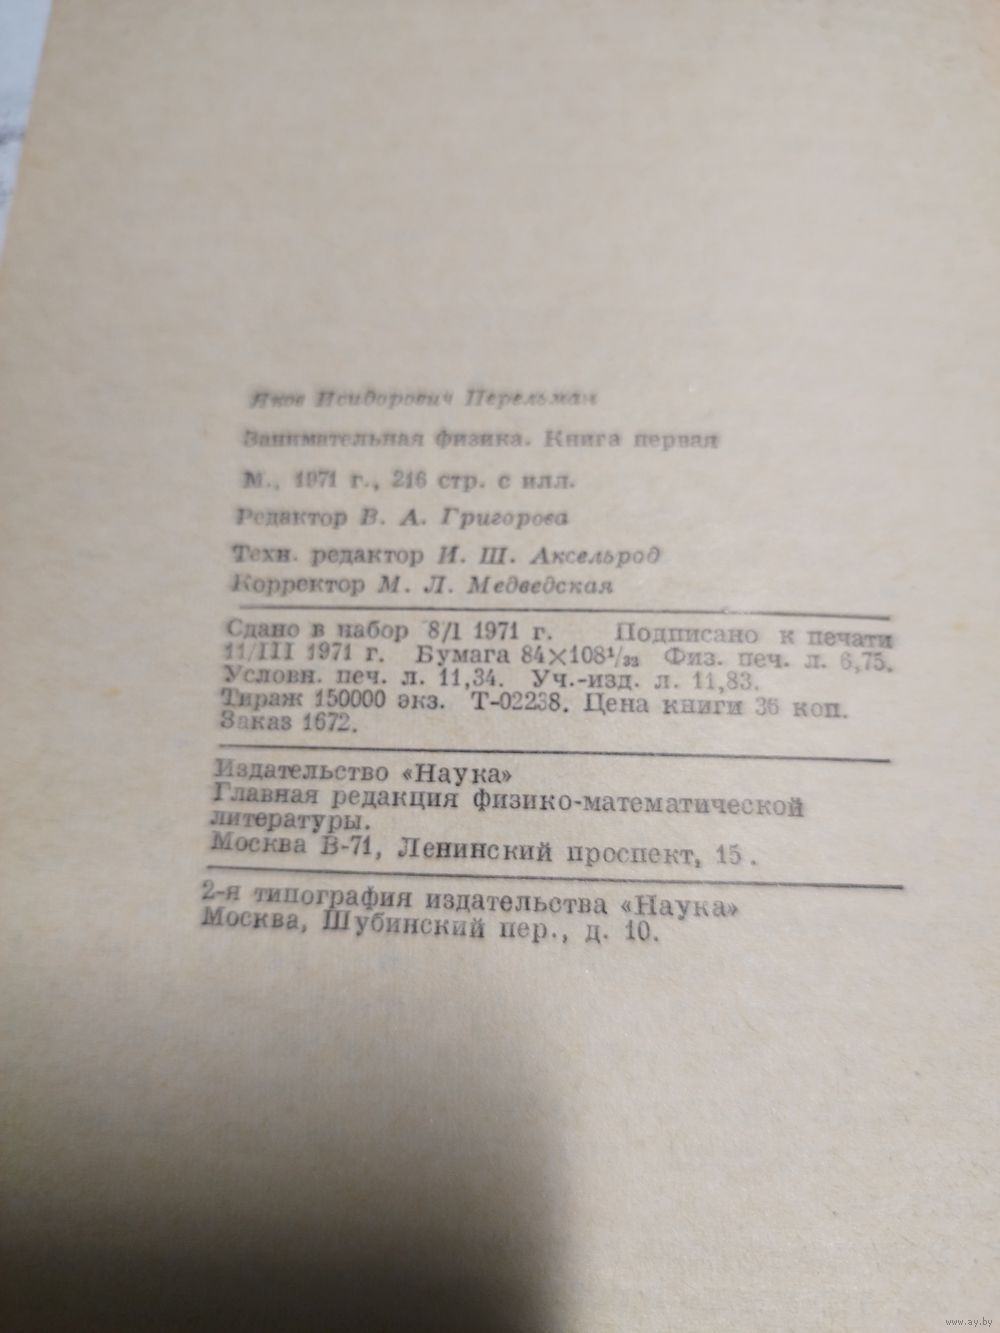 Яков Исидорович Перельман
Занимательная физика. Книга первая
М., 1971 г., 216 стр. с илл.
Редактор В. А. Григорова
Техн. редактор И. Ш. Аксельрод
Корректор М. Л. Медведская
Сдано в набор 8/I 1971 г. Подписано к печати
11/III 1971 г. Бумага 84×108¹/₃₂ Физ. печ. л. 6,75.
Условн. печ. л. 11,34. Уч.-изд. л. 11,83.
Тираж 150000 экз. Т-02238. Цена книги 36 коп.
Заказ 1672.
Издательство «Наука»
Главная редакция физико-математической
литературы.
Москва В-71, Ленинский проспект, 15.
2-я типография издательства «Наука»
Москва, Шубинский пер., д. 10.
www.ay.by